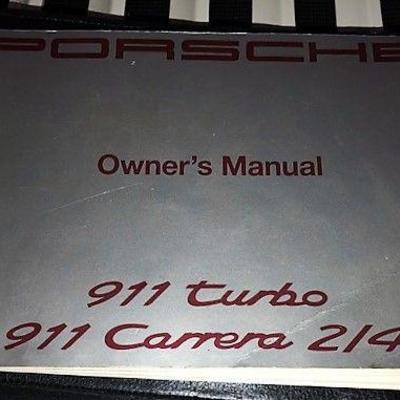 PORSCHE
Owner's Manual
911 turbo
911 Carrera 2/4